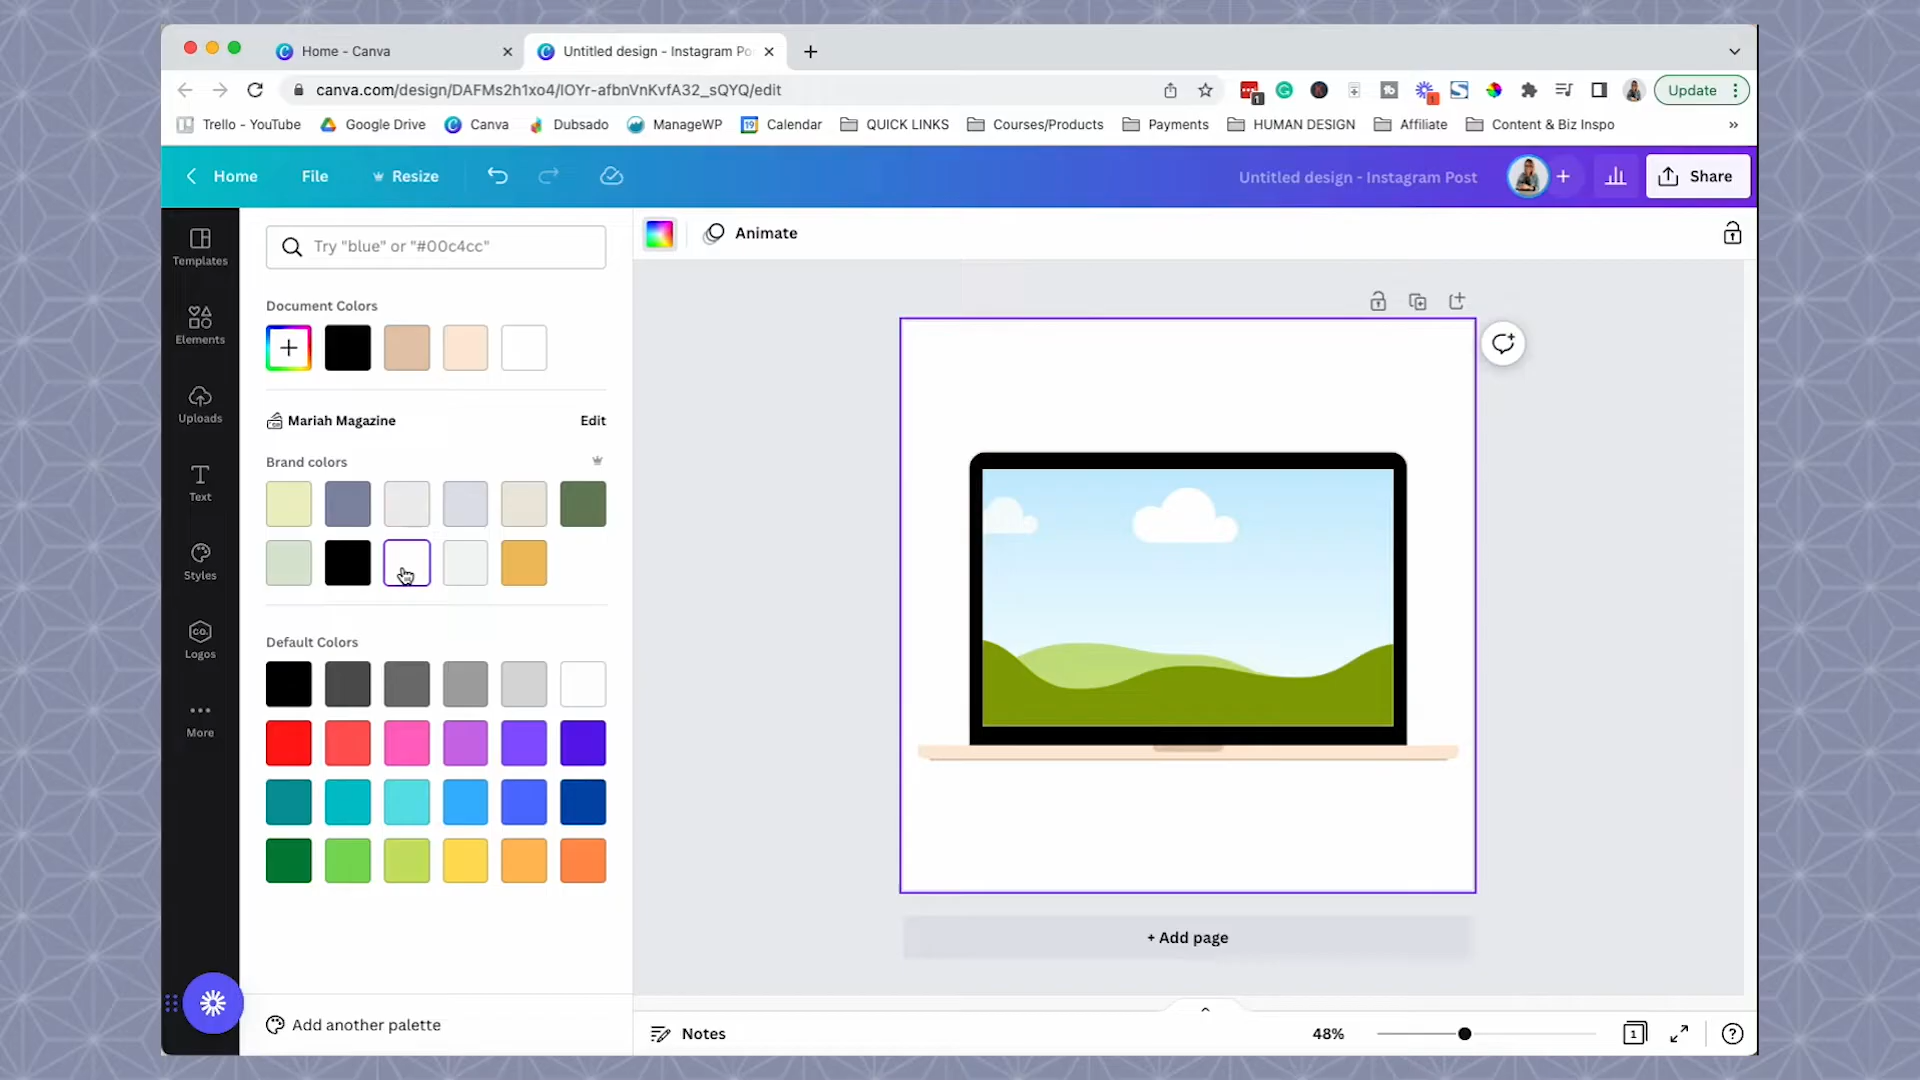 Home - Canva
Untitled design - Instagram Po
canva.com/design/DAFMs2h1xo4/lOYr-afbnVnKvfA32_sQYQ/edit
Update
Trello - YouTube
Google Drive
Canva
Dubsado
ManageWP
19
Calendar
QUICK LINKS
Courses/Products
Payments
HUMAN DESIGN
Affiliate
Content & Biz Inspo
»
Home
File
Resize
Untitled design - Instagram Post
Share
Templates
Elements
Uploads
Text
Styles
CO.
Logos
More
Try "blue" or "#00c4cc"
Document Colors
Mariah Magazine
Edit
Brand colors
Default Colors
Add another palette
Animate
+ Add page
Notes
48%
1